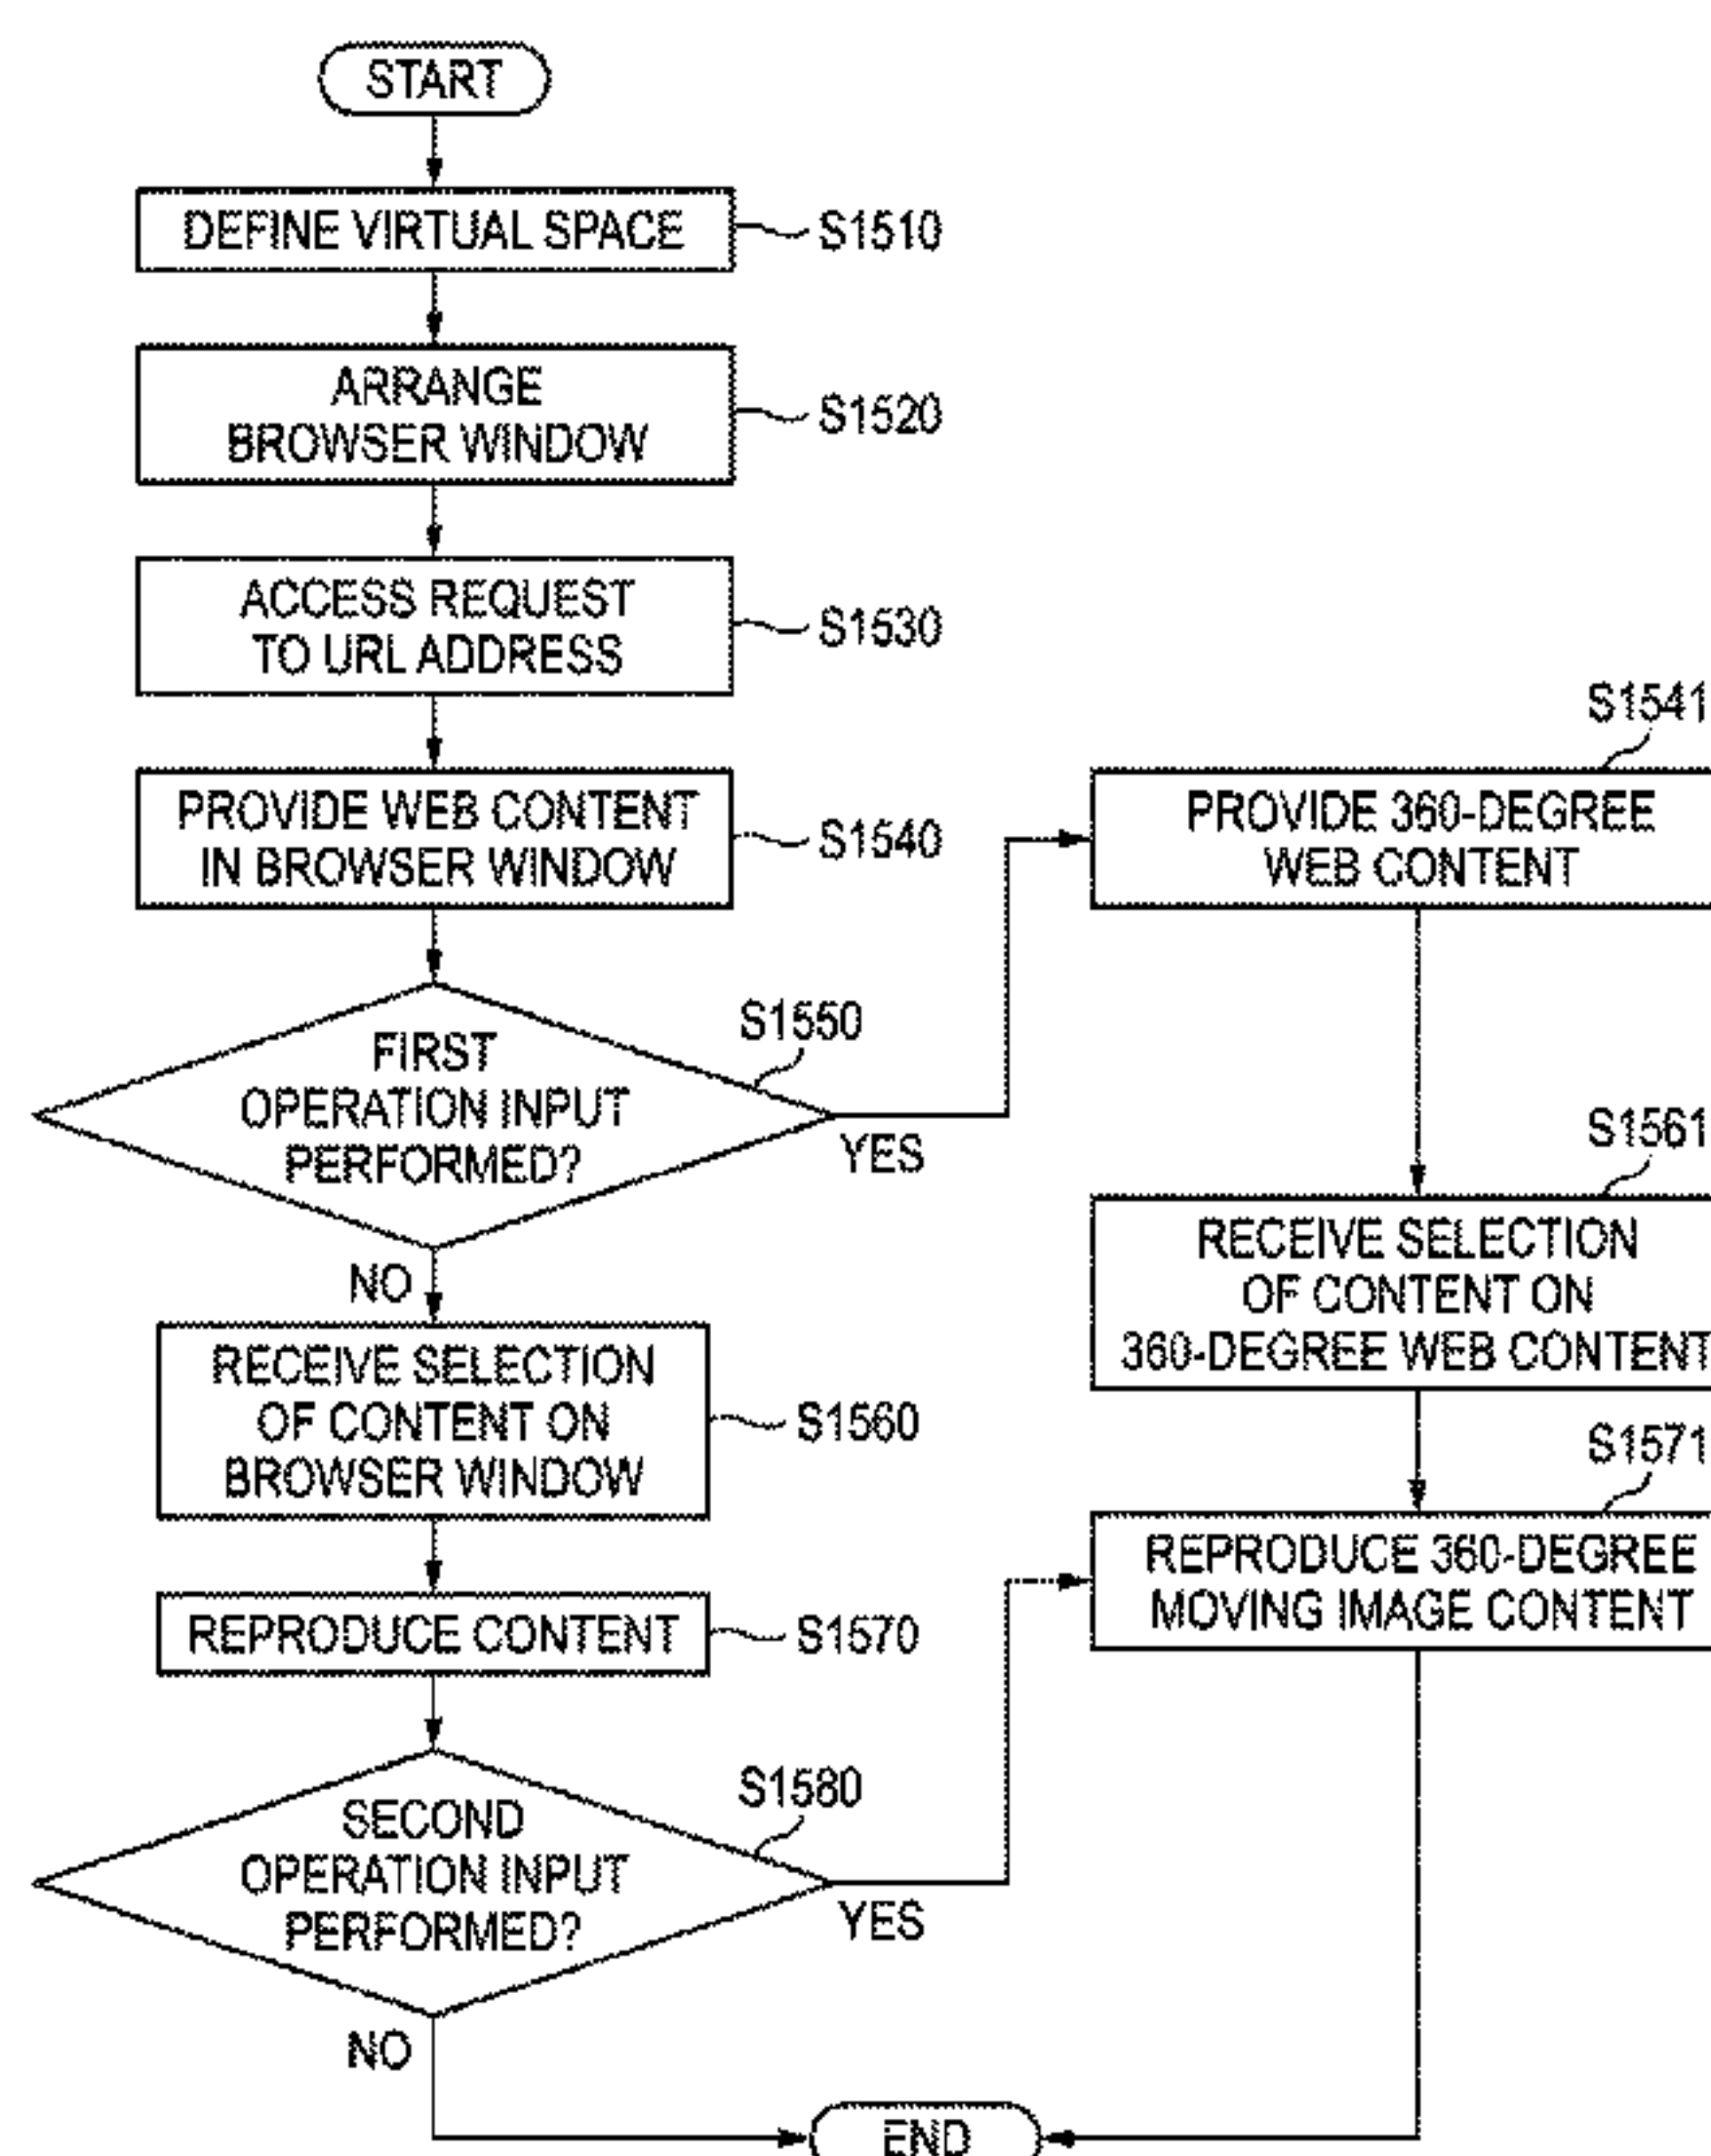 START
DEFINE VIRTUAL SPACE
S1510
ARRANGE
BROWSER WINDOW
S1520
ACCESS REQUEST
TO URL ADDRESS
S1530
PROVIDE WEB CONTENT
IN BROWSER WINDOW
S1540
S1541
PROVIDE 360-DEGREE
WEB CONTENT
FIRST
OPERATION INPUT
PERFORMED?
S1550
YES
NO
S1561
RECEIVE SELECTION
OF CONTENT ON
360-DEGREE WEB CONTENT
RECEIVE SELECTION
OF CONTENT ON
BROWSER WINDOW
S1560
S1571
REPRODUCE 360-DEGREE
MOVING IMAGE CONTENT
REPRODUCE CONTENT
S1570
SECOND
OPERATION INPUT
PERFORMED?
S1580
YES
NO
END